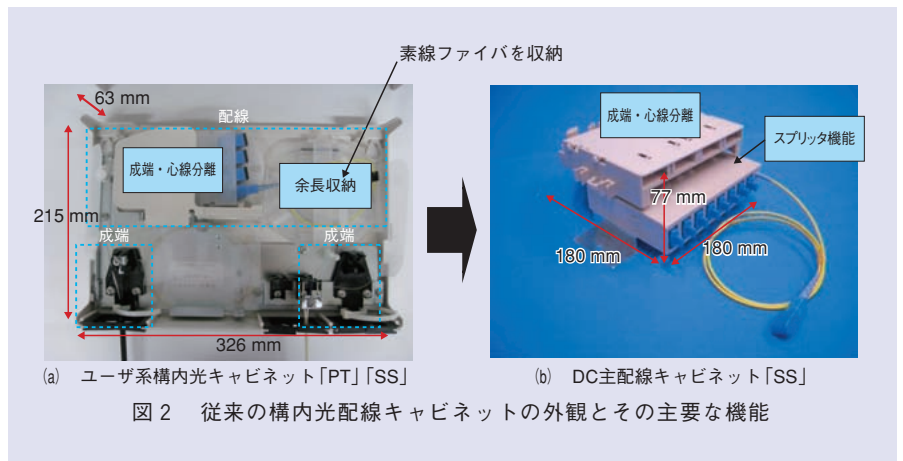 素線ファイバを収納
63 mm
配線
成端・心線分離
余長収納
215 mm
成端
成端
326 mm
成端・心線分離
スプリッタ機能
77 mm
180 mm
180 mm
(a) ユーザ系構内光キャビネット「PT」「SS」
(b) DC主配線キャビネット「SS」
図2 従来の構内光配線キャビネットの外観とその主要な機能